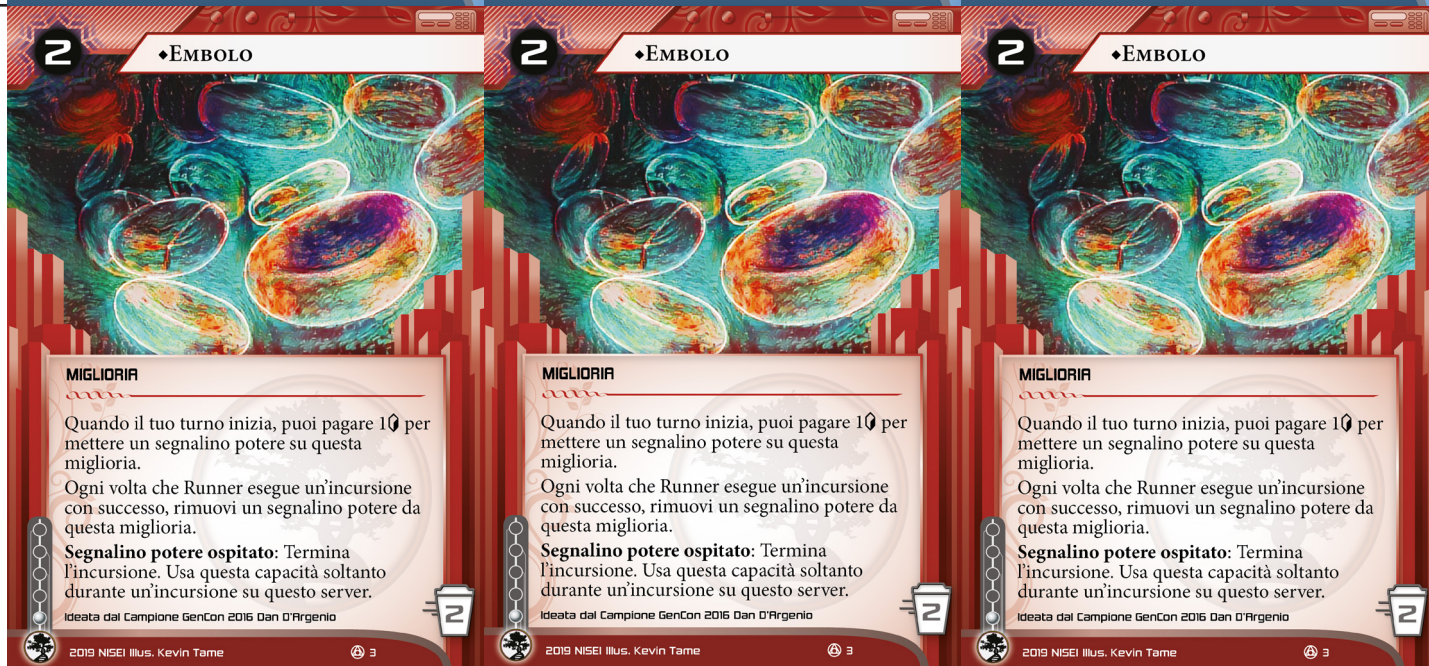 2
◆EMBOLO
MIGLIORIA
Quando il tuo turno inizia, puoi pagare 1 per
mettere un segnalino potere su questa
miglioria.
Ogni volta che Runner esegue un'incursione
con successo, rimuovi un segnalino potere da
questa miglioria.
Segnalino potere ospitato: Termina
l'incursione. Usa questa capacità soltanto
durante un'incursione su questo server.
Ideata dal Campione GenCon 2016 Dan D'Argenio
2
2019 NISEI Illus. Kevin Tame
3
2
◆EMBOLO
MIGLIORIA
Quando il tuo turno inizia, puoi pagare 1 per
mettere un segnalino potere su questa
miglioria.
Ogni volta che Runner esegue un'incursione
con successo, rimuovi un segnalino potere da
questa miglioria.
Segnalino potere ospitato: Termina
l'incursione. Usa questa capacità soltanto
durante un'incursione su questo server.
Ideata dal Campione GenCon 2016 Dan D'Argenio
2
2019 NISEI Illus. Kevin Tame
3
2
◆EMBOLO
MIGLIORIA
Quando il tuo turno inizia, puoi pagare 1 per
mettere un segnalino potere su questa
miglioria.
Ogni volta che Runner esegue un'incursione
con successo, rimuovi un segnalino potere da
questa miglioria.
Segnalino potere ospitato: Termina
l'incursione. Usa questa capacità soltanto
durante un'incursione su questo server.
Ideata dal Campione GenCon 2016 Dan D'Argenio
2
2019 NISEI Illus. Kevin Tame
3